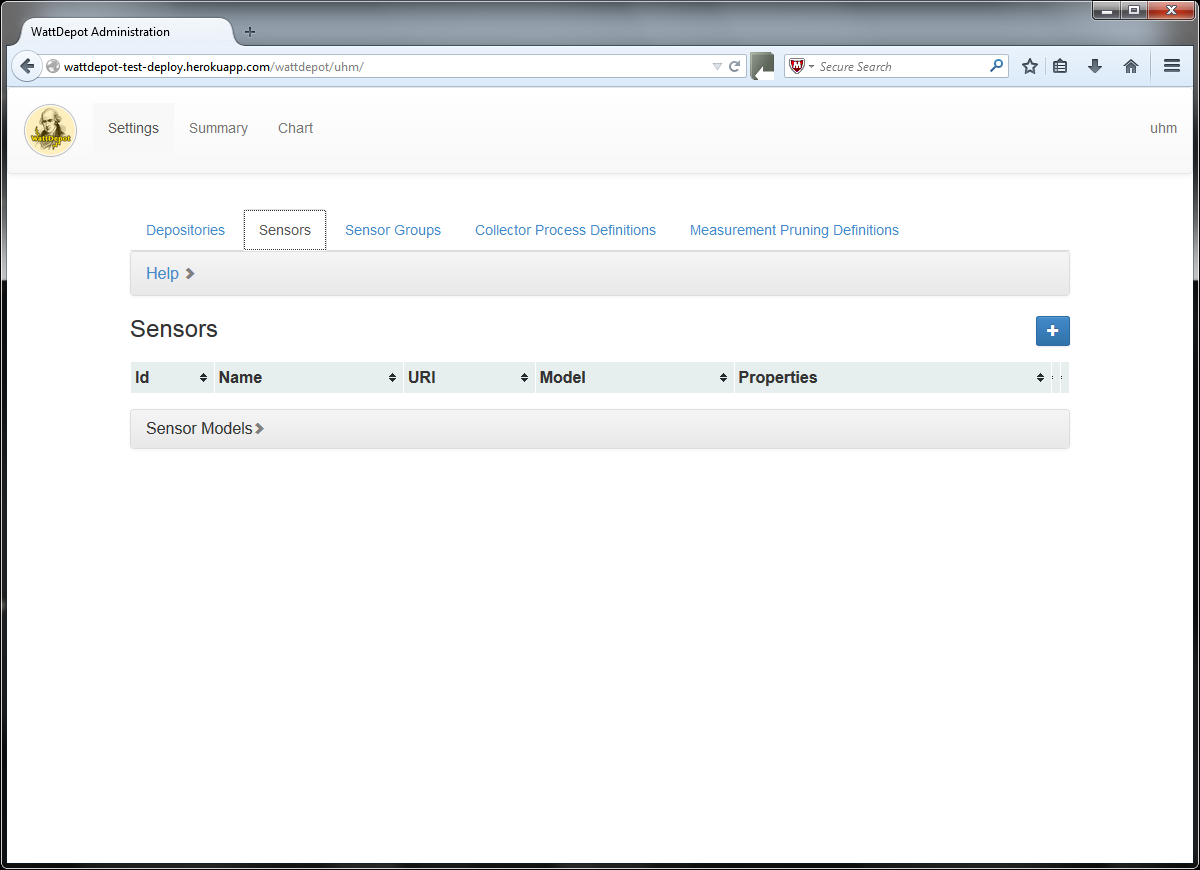 WattDepot Administration
wattdepot-test-deploy.herokuapp.com/wattdepot/uhm/
Secure Search
WattDepot
Settings
Summary
Chart
uhm
Depositories
Sensors
Sensor Groups
Collector Process Definitions
Measurement Pruning Definitions
Help
Sensors
Id
Name
URI
Model
Properties
Sensor Models